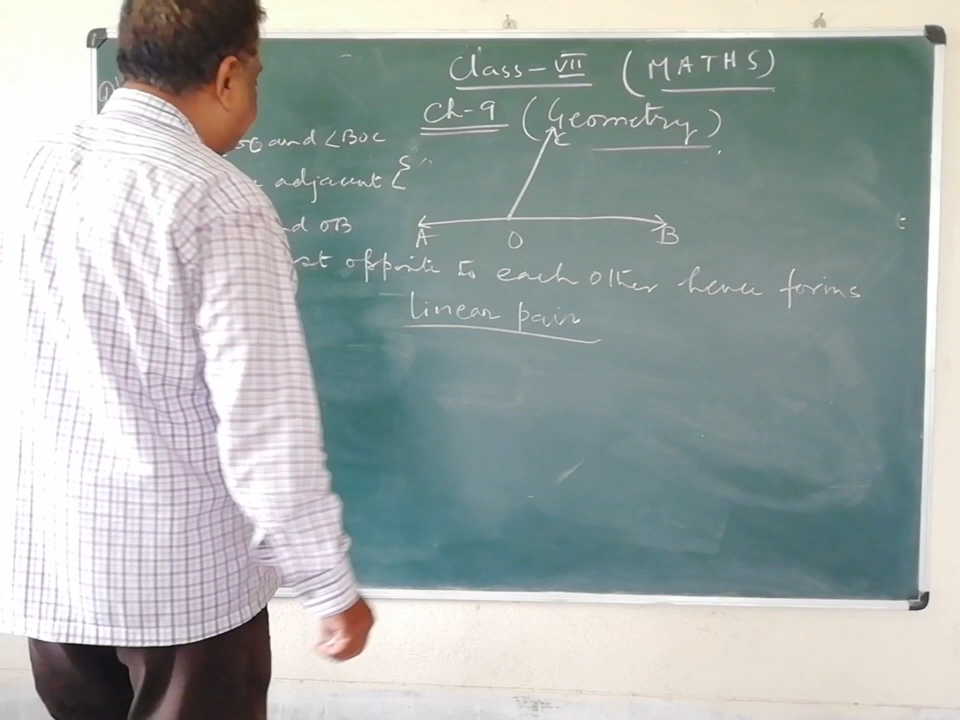 Class-VII (MATHS)
Ch-9 (Geometry)
and ∠BOC
adjacent ∠s
C
OB
A O B
opposite to each other hence forms
linear pair